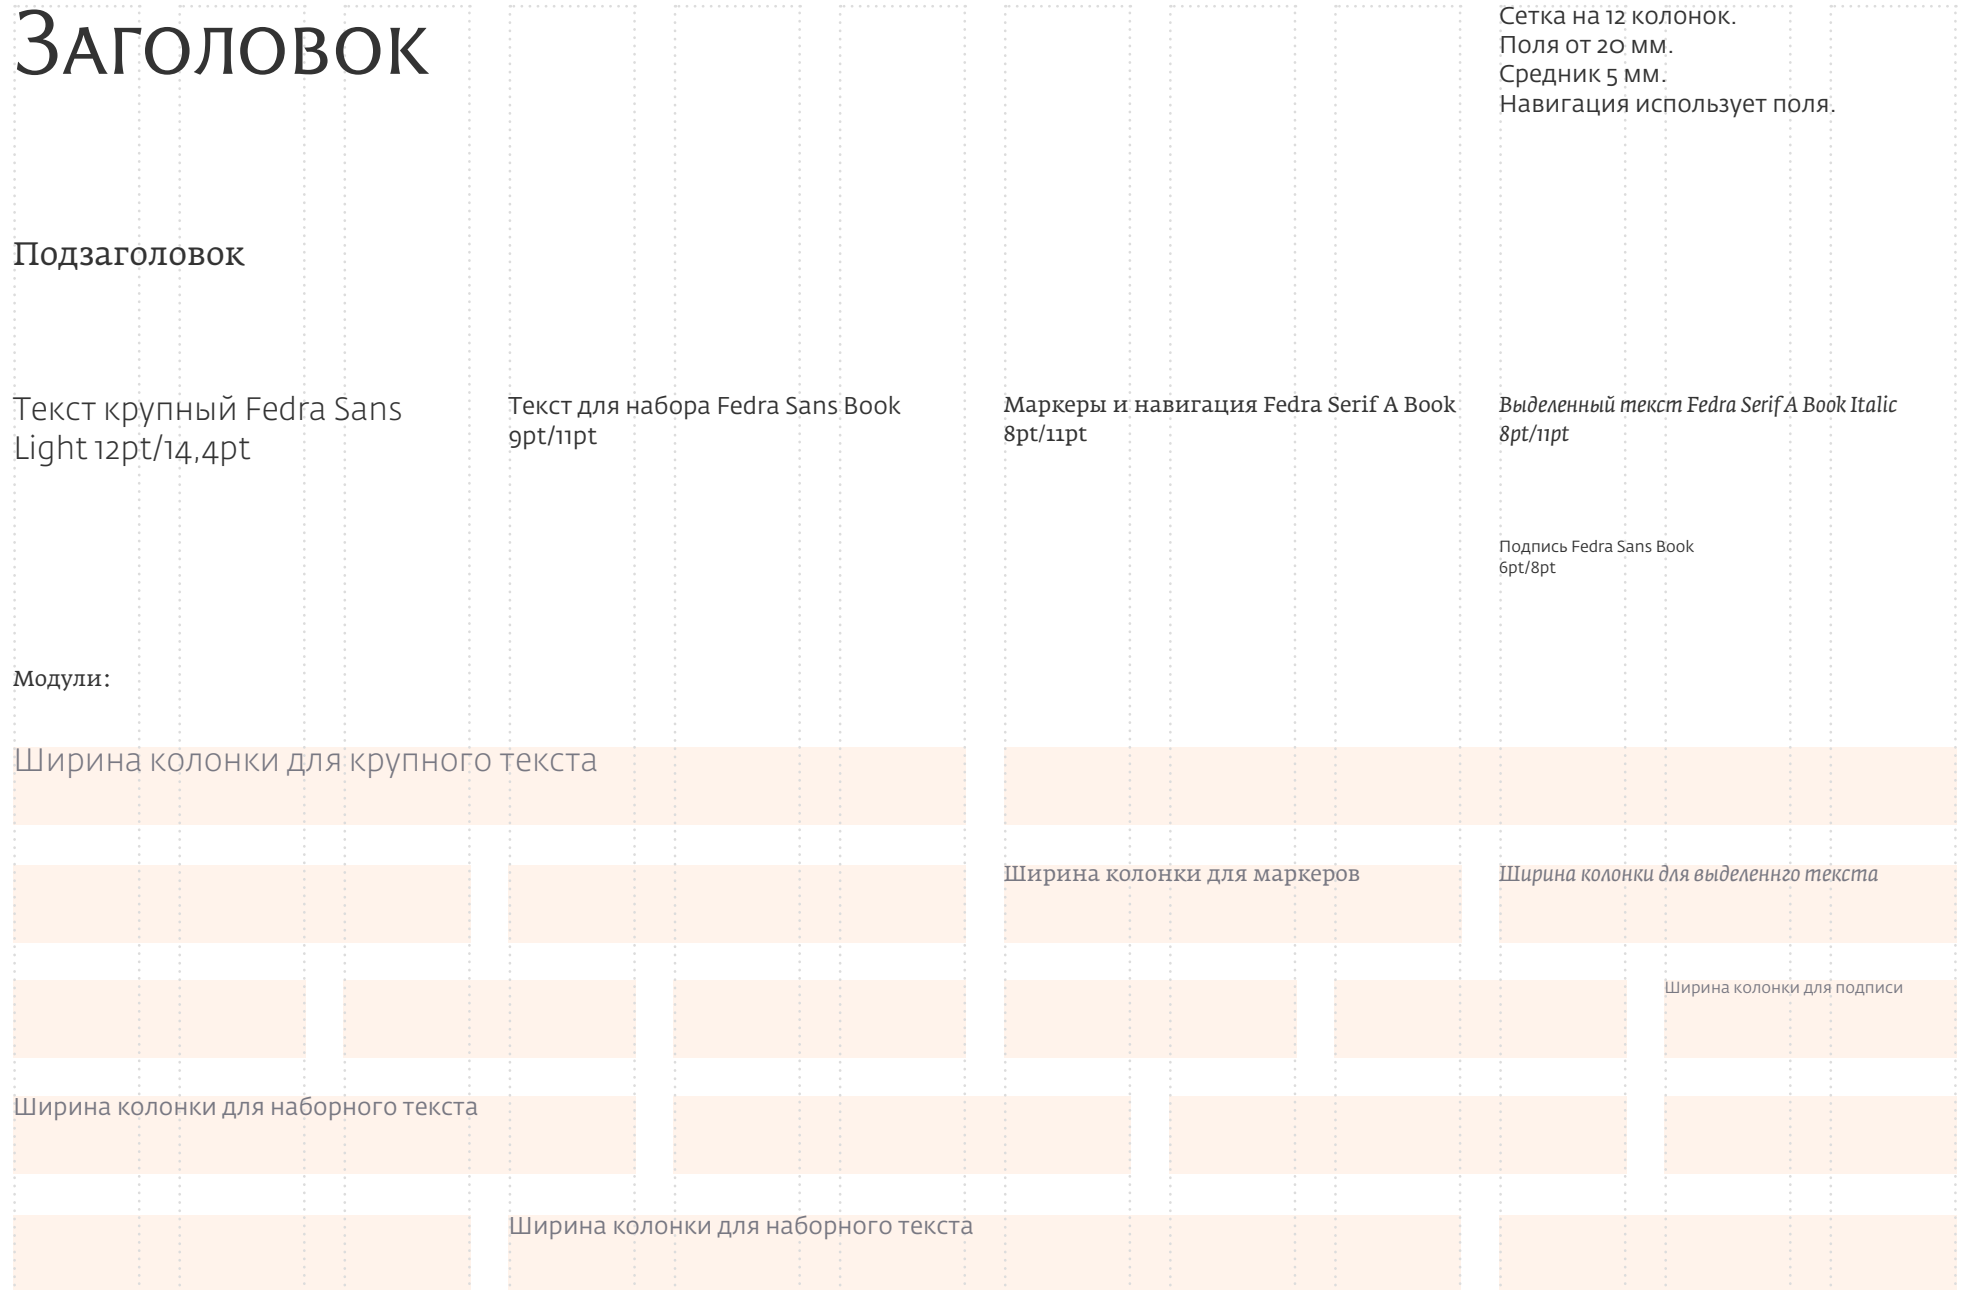 Заголовок
Сетка на 12 колонок.
Поля от 20 мм.
Средник 5 мм.
Навигация использует поля.
Подзаголовок
Текст крупный Fedra Sans
Light 12pt/14,4pt
Текст для набора Fedra Sans Book
9pt/11pt
Маркеры и навигация Fedra Serif A Book
8pt/11pt
Выделенный текст Fedra Serif A Book Italic
8pt/11pt
Подпись Fedra Sans Book
6pt/8pt
Модули:
Ширина колонки для крупного текста
Ширина колонки для маркеров
Ширина колонки для выделеннго текста
Ширина колонки для подписи
Ширина колонки для наборного текста
Ширина колонки для наборного текста